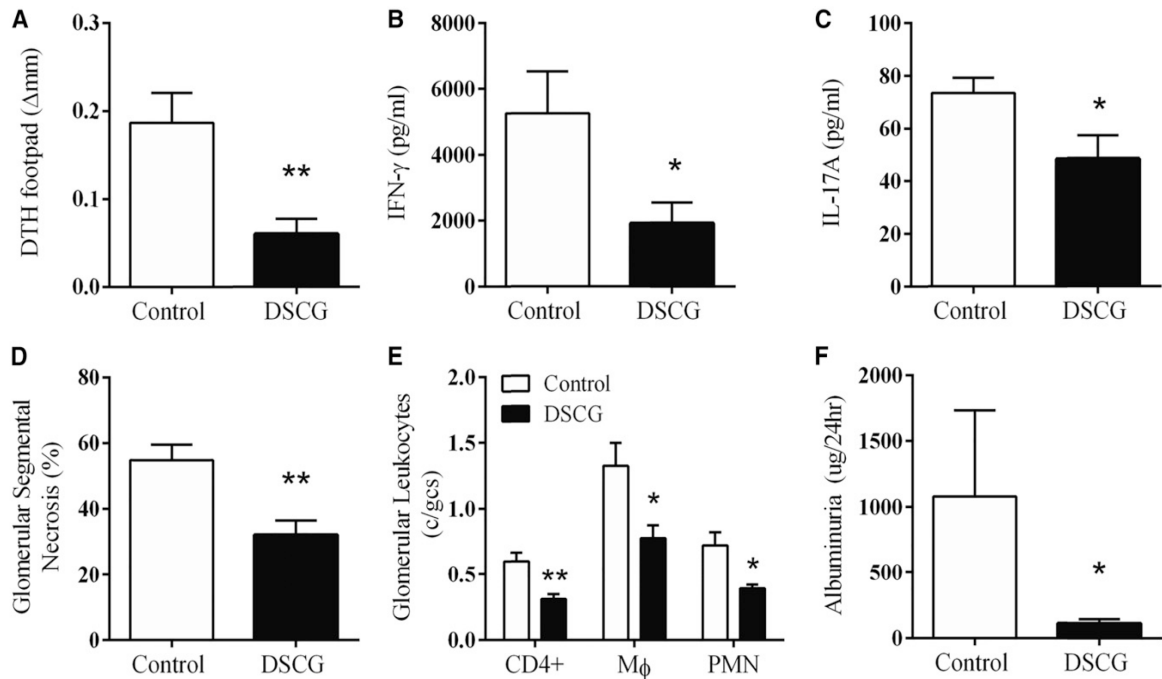 A
DTH footpad (Δmm)
0.3
0.2
0.1
0.0
**
Control DSCG
B
IFN-γ (pg/ml)
8000
6000
4000
2000
0
*
Control DSCG
C
IL-17A (pg/ml)
100
80
60
40
20
0
*
Control DSCG
D
Glomerular Segmental
Necrosis (%)
80
60
40
20
0
**
Control DSCG
E
Glomerular Leukocytes
(c/gcs)
2.0
1.5
1.0
0.5
0.0
Control
DSCG
**
*
*
CD4+ Mϕ PMN
F
Albuminuria (ug/24hr)
2000
1500
1000
500
0
*
Control DSCG